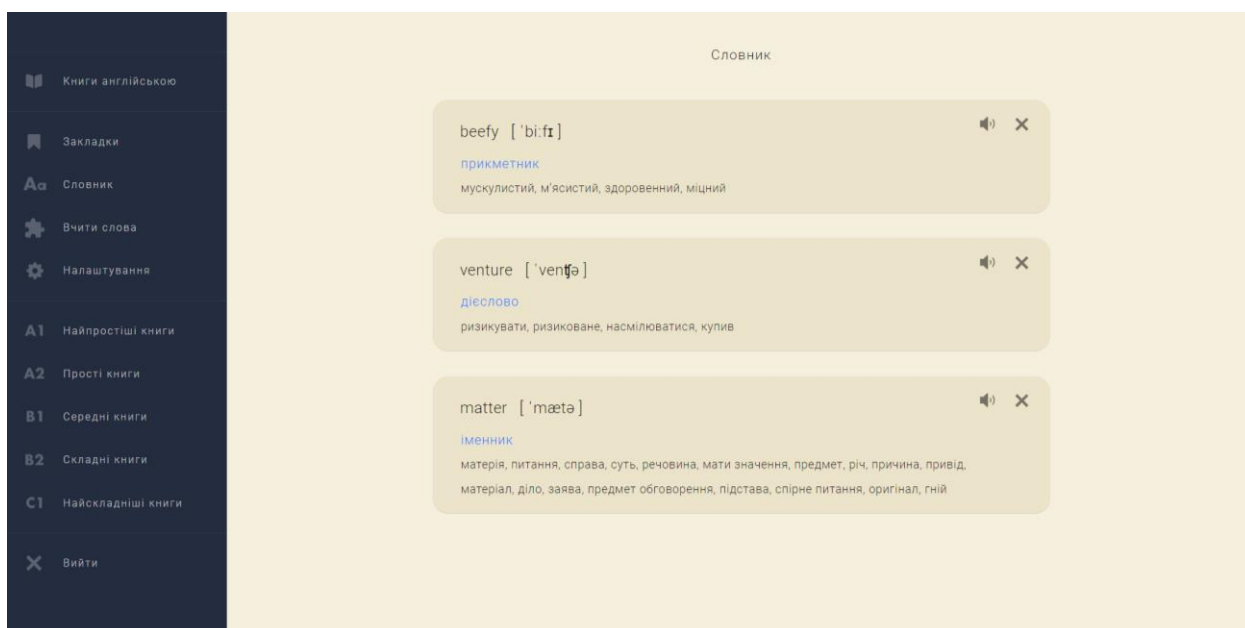 Книги англійською
Закладки
Aa Словник
Вчити слова
Налаштування
A1 Найпростіші книги
A2 Прості книги
B1 Середні книги
B2 Складні книги
C1 Найскладніші книги
Вийти
Словник
beefy [ ˈbiːfɪ ]
прикметник
мускулистий, м'ясистий, здоровенний, міцний
venture [ ˈvenʧə ]
дієслово
ризикувати, ризиковане, насмілюватися, купив
matter [ ˈmætə ]
іменник
матерія, питання, справа, суть, речовина, мати значення, предмет, річ, причина, привід,
матеріал, діло, заява, предмет обговорення, підстава, спірне питання, оригінал, гній